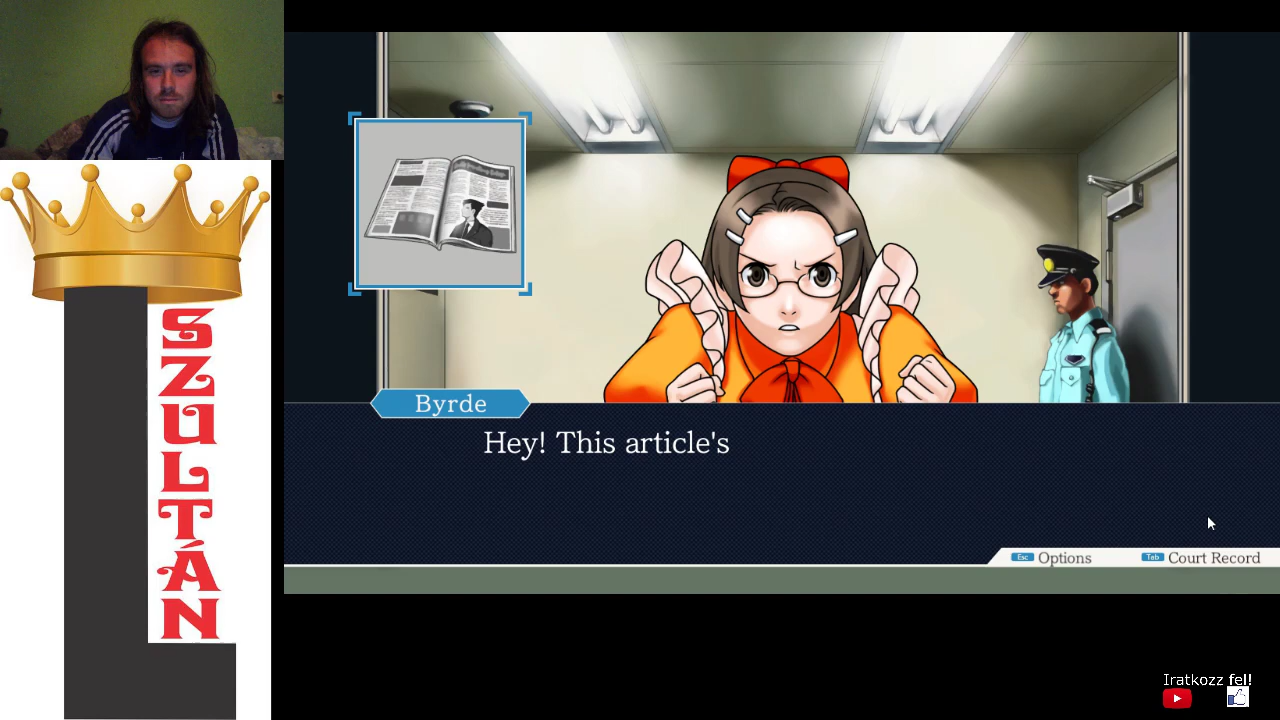 SZULTÁN
L
Byrde
Hey! This article's
Esc Options
Tab Court Record
Iratkozz fel!